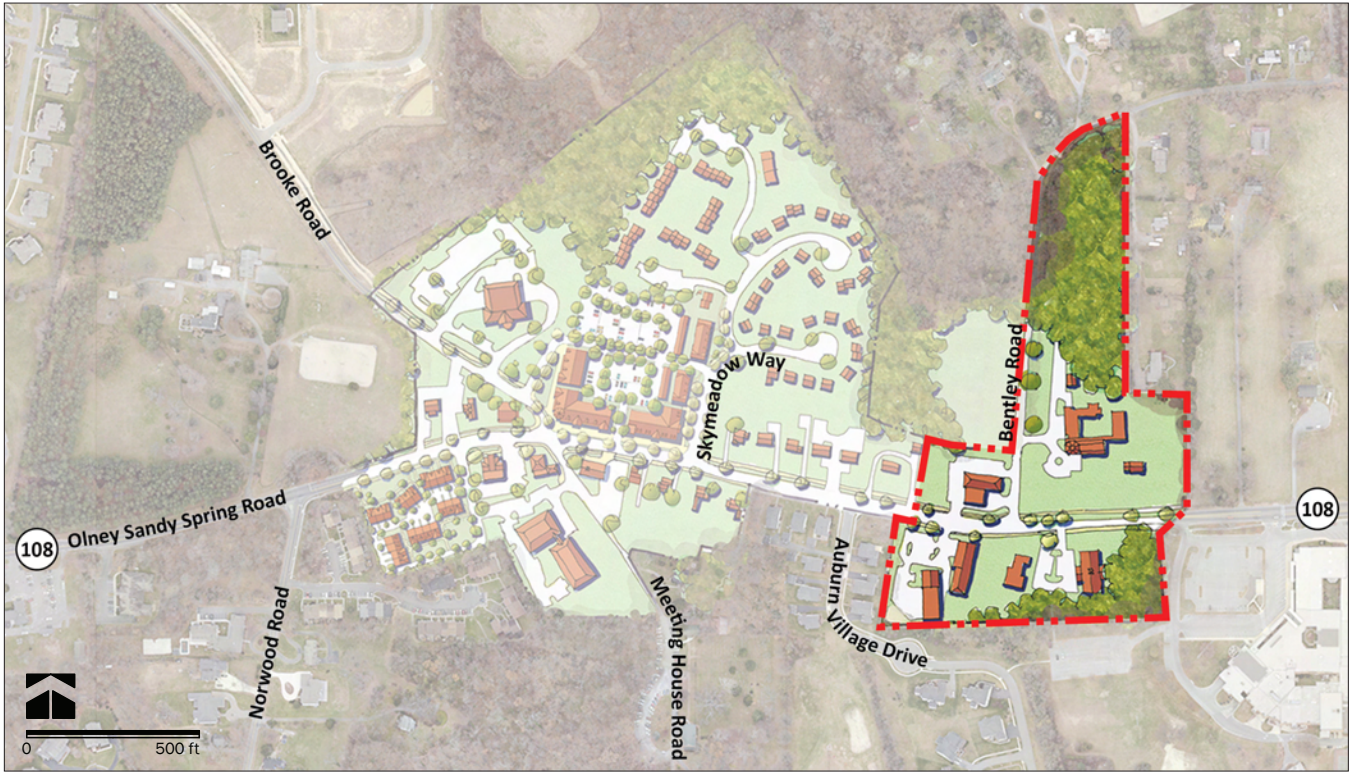 Brooke Road
Skymeadow Way
Bentley Road
108
Olney Sandy Spring Road
108
Norwood Road
Meeting House Road
Auburn Village Drive
0 500 ft